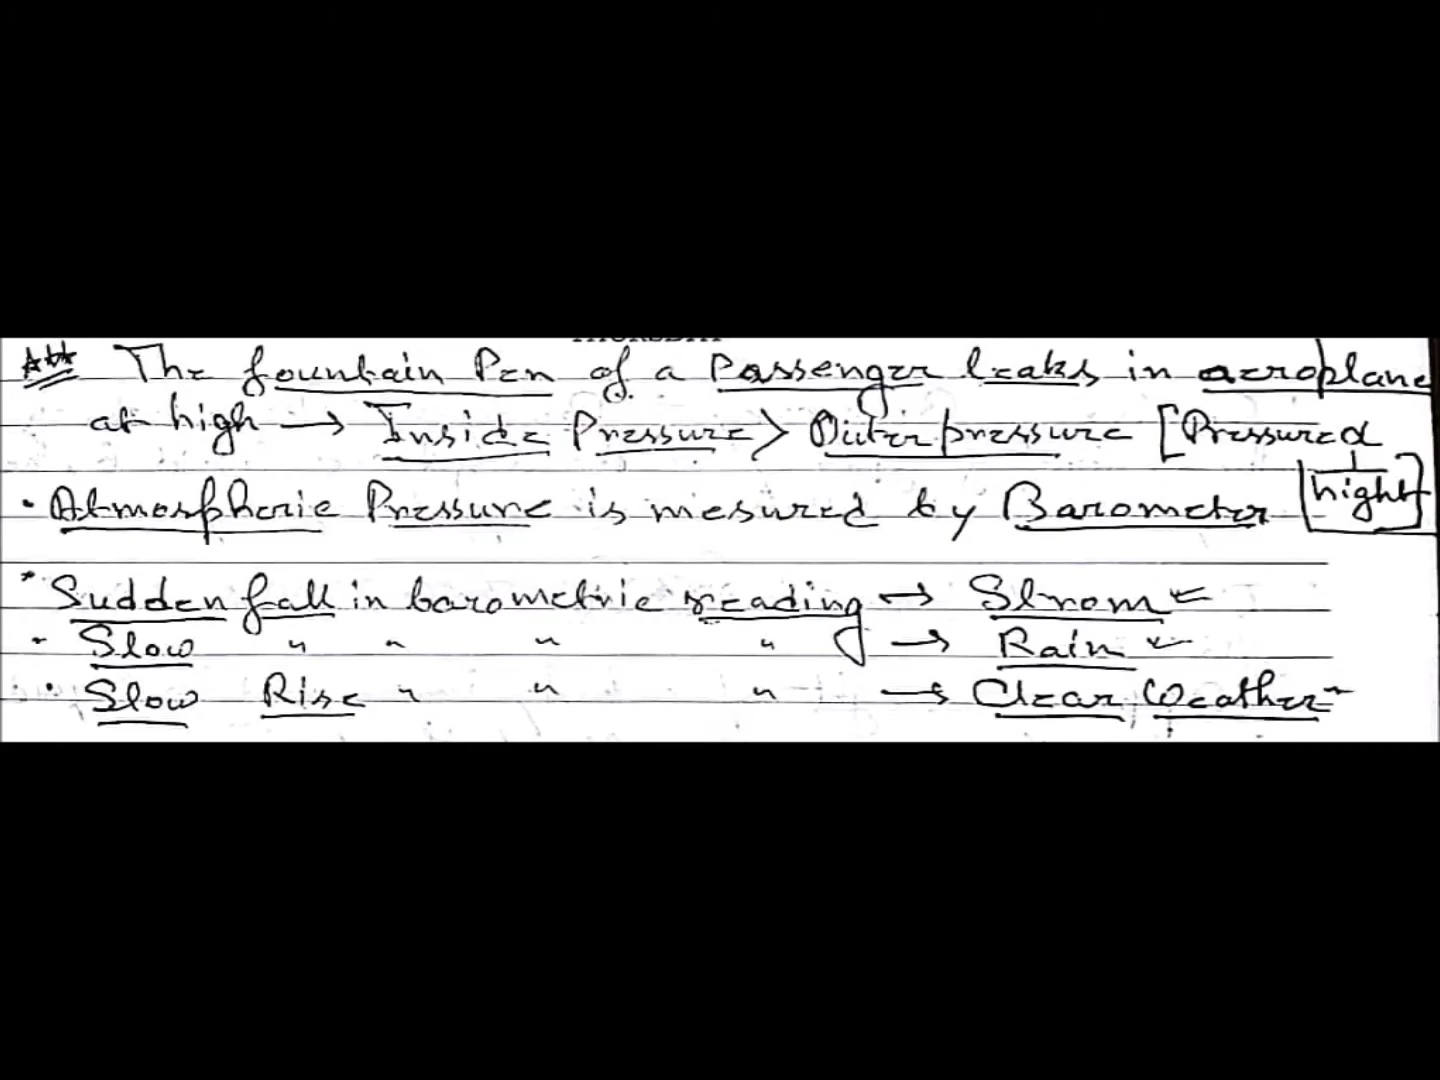 *** The fountain Pen of a Passenger leaks in aeroplane
at high → Inside Pressure > Outer pressure [Pressure α 1/hight]
• Atmospheric Pressure is mesured by Barometer
* Sudden fall in barometric reading → Strom
• Slow " " " " → Rain
• Slow Rise " " " → Clear Weather